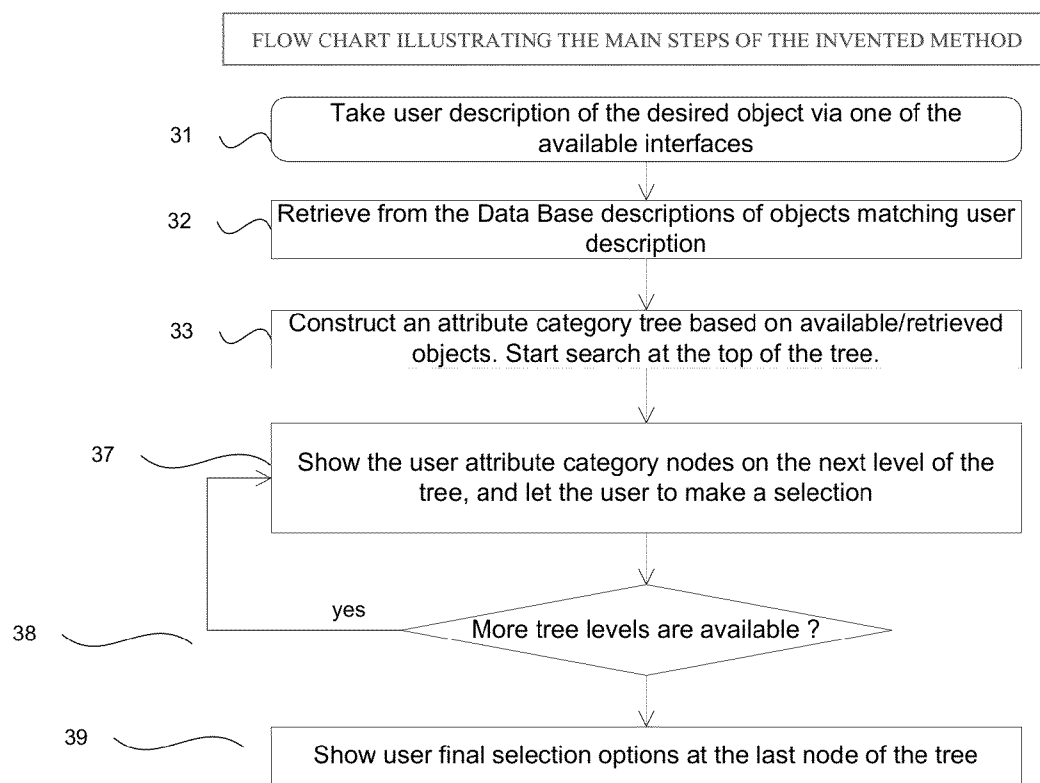 FLOW CHART ILLUSTRATING THE MAIN STEPS OF THE INVENTED METHOD
31
Take user description of the desired object via one of the
available interfaces
32
Retrieve from the Data Base descriptions of objects matching user
description
33
Construct an attribute category tree based on available/retrieved
objects. Start search at the top of the tree.
37
Show the user attribute category nodes on the next level of the
tree, and let the user to make a selection
yes
38
More tree levels are available ?
39
Show user final selection options at the last node of the tree